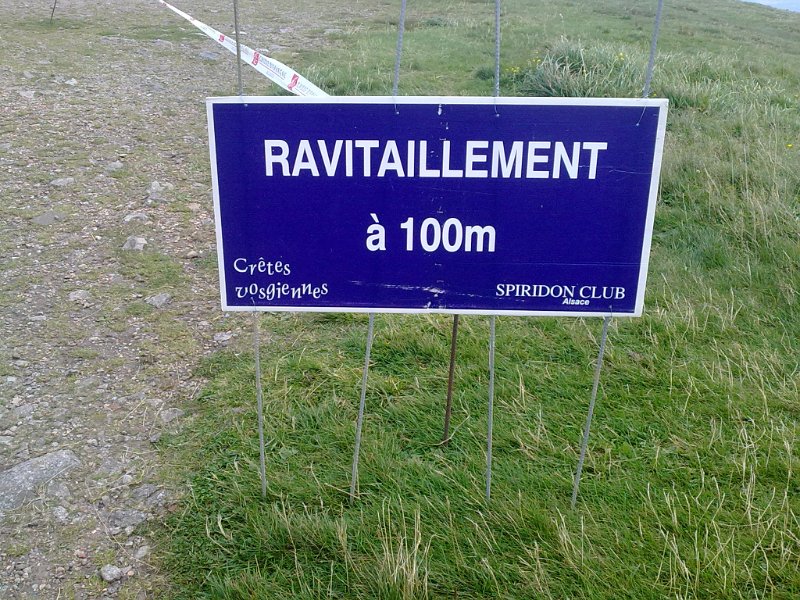 RAVITAILLEMENT
à 100m
Crêtes
vosgiennes
SPIRIDON CLUB
Alsace